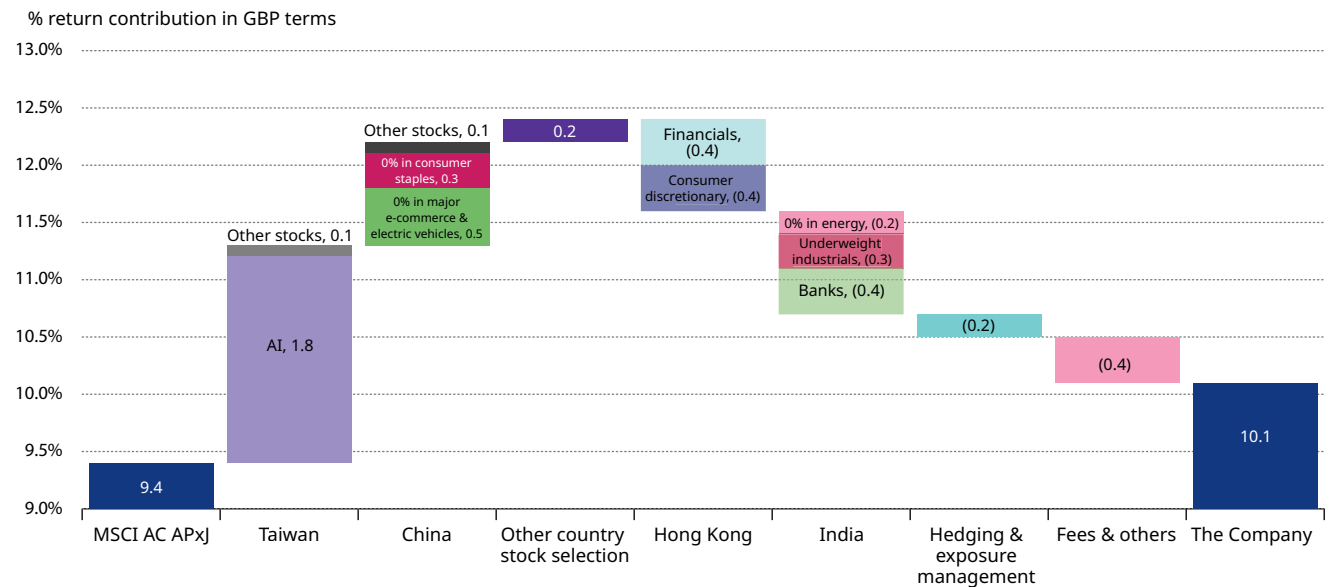 % return contribution in GBP terms
13.0%
12.5%
12.0%
11.5%
11.0%
10.5%
10.0%
9.5%
9.0%
9.4
Other stocks, 0.1
AI, 1.8
Other stocks, 0.1
0% in consumer
staples, 0.3
0% in major
e-commerce &
electric vehicles, 0.5
0.2
Financials,
(0.4)
Consumer
discretionary, (0.4)
0% in energy, (0.2)
Underweight
industrials, (0.3)
Banks, (0.4)
(0.2)
(0.4)
10.1
MSCI AC APxJ
Taiwan
China
Other country
stock selection
Hong Kong
India
Hedging &
exposure
management
Fees & others
The Company